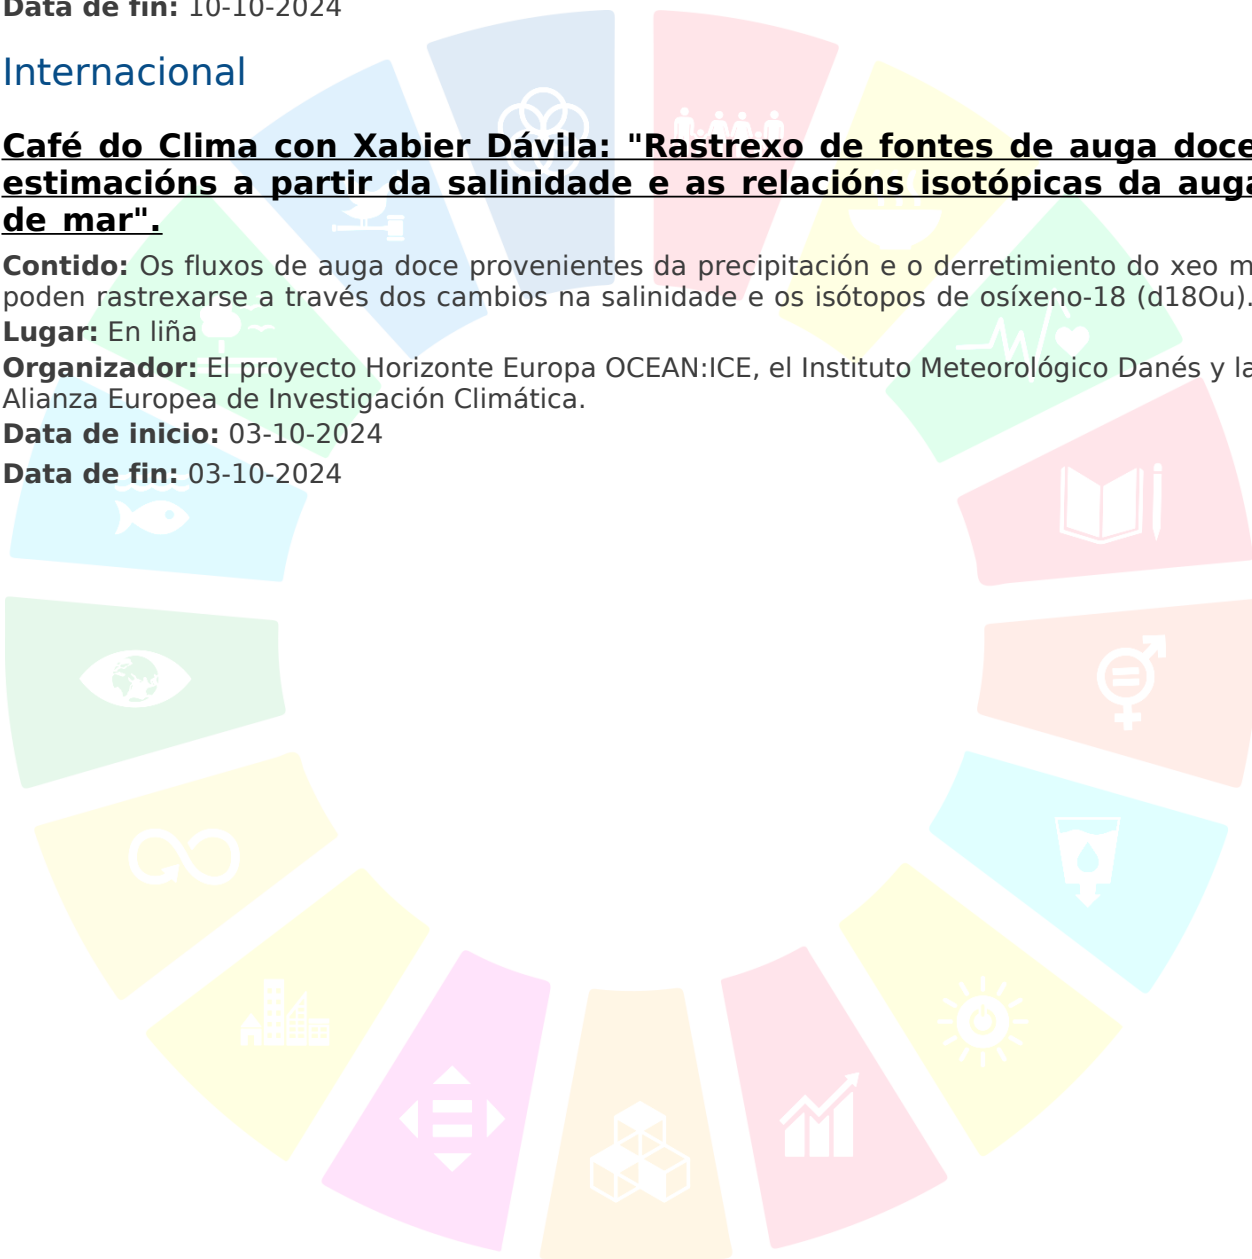 Data de fin: 10-10-2024
Internacional
Café do Clima con Xabier Dávila: "Rastrexo de fontes de auga doce
estimacións a partir da salinidade e as relacións isotópicas da auga
de mar".
Contido: Os fluxos de auga doce provenientes da precipitación e o derretimiento do xeo m
poden rastrexarse a través dos cambios na salinidade e os isótopos de osíxeno-18 (d18Ou).
Lugar: En liña
Organizador: El proyecto Horizonte Europa OCEAN:ICE, el Instituto Meteorológico Danés y la
Alianza Europea de Investigación Climática.
Data de inicio: 03-10-2024
Data de fin: 03-10-2024